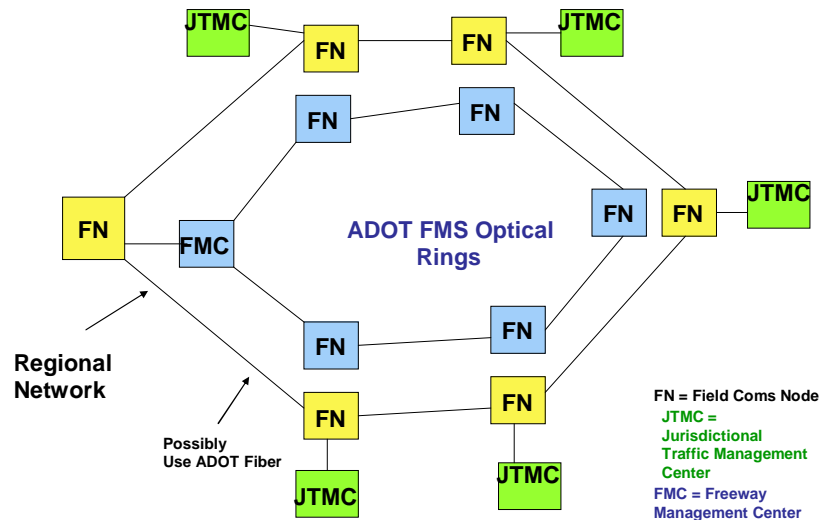 JTMC
JTMC
FN
FN
FN
FN
JTMC
FN
FN
FN
FMC
ADOT FMS Optical
Rings
FN
FN
Regional
Network
FN
FN
Possibly
Use ADOT Fiber
JTMC
JTMC
FN = Field Coms Node
JTMC =
Jurisdictional
Traffic Management
Center
FMC = Freeway
Management Center